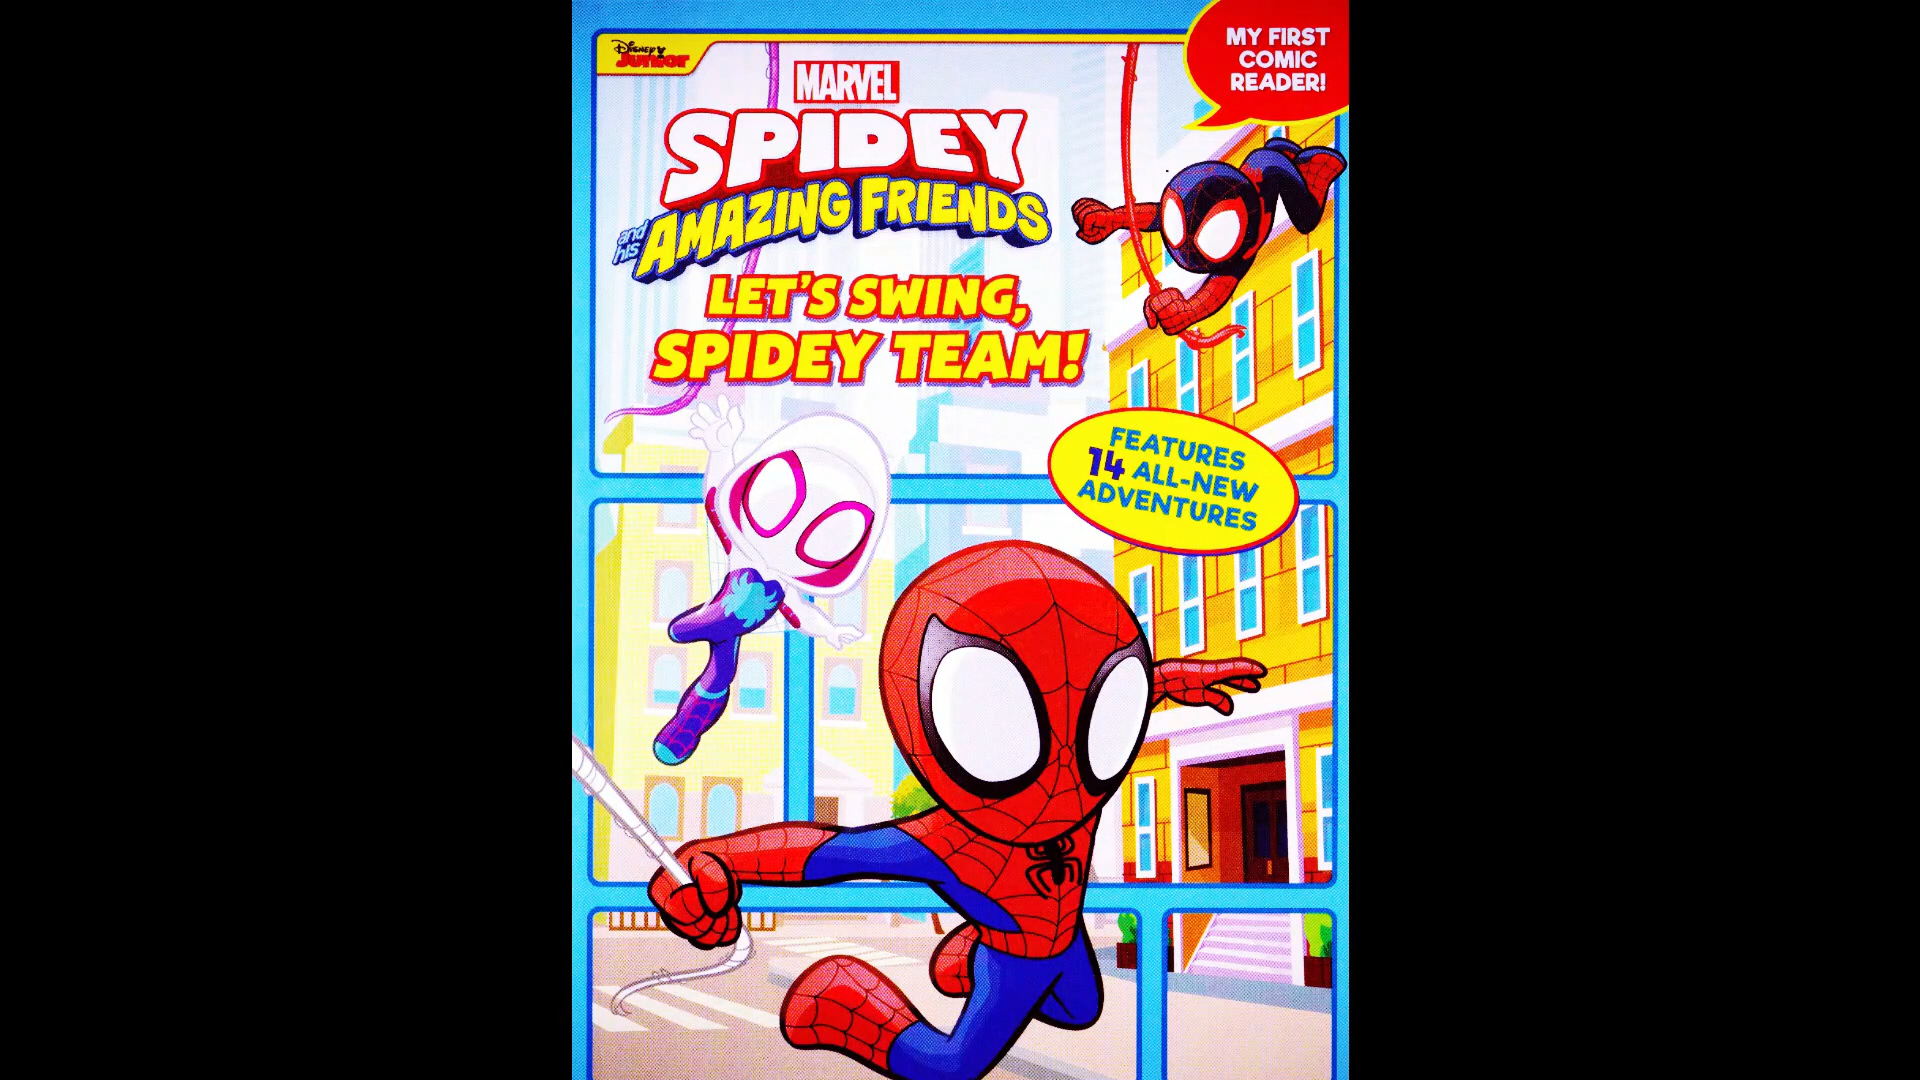 Disney
Junior
MY FIRST
COMIC
READER!
MARVEL
SPIDEY
and his
AMAZING FRIENDS
LET'S SWING,
SPIDEY TEAM!
FEATURES
14 ALL-NEW
ADVENTURES